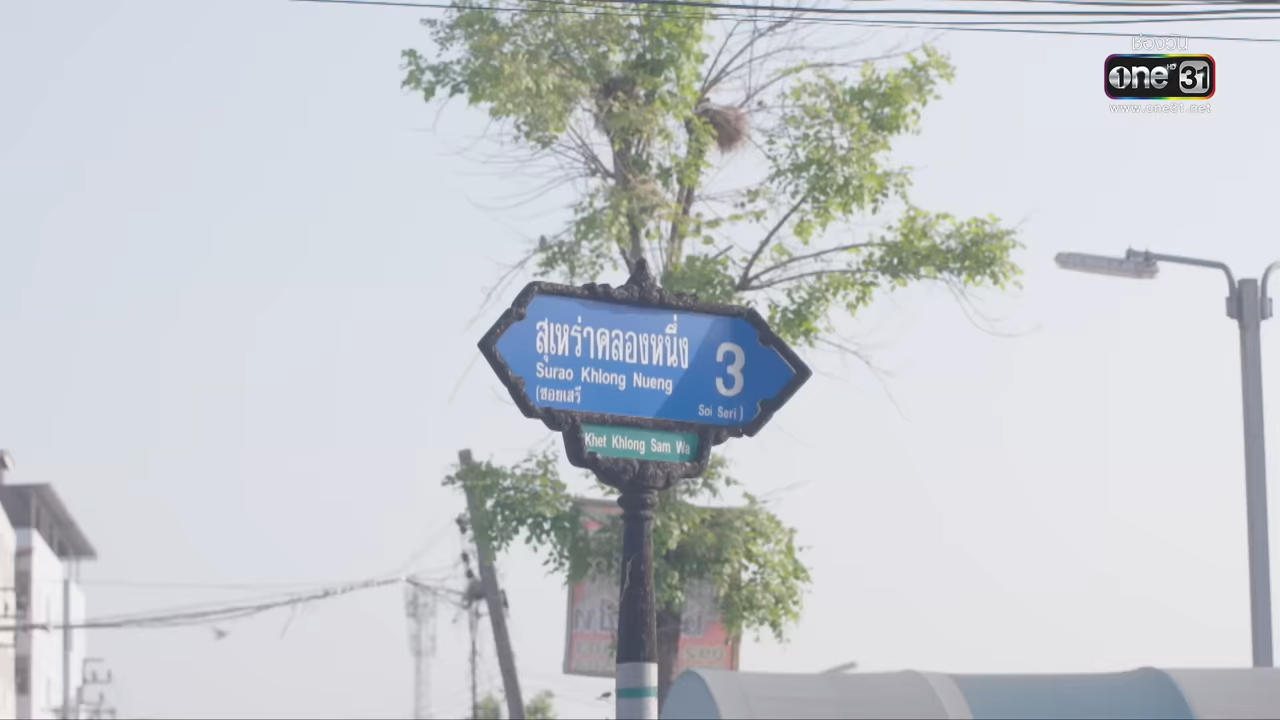 ช่องวัน
one HD 31
www.one31.net
สุเหร่าคลองหนึ่ง 3
Surao Khlong Nueng
(ซอยเสรี Soi Seri)
Khet Khlong Sam Wa